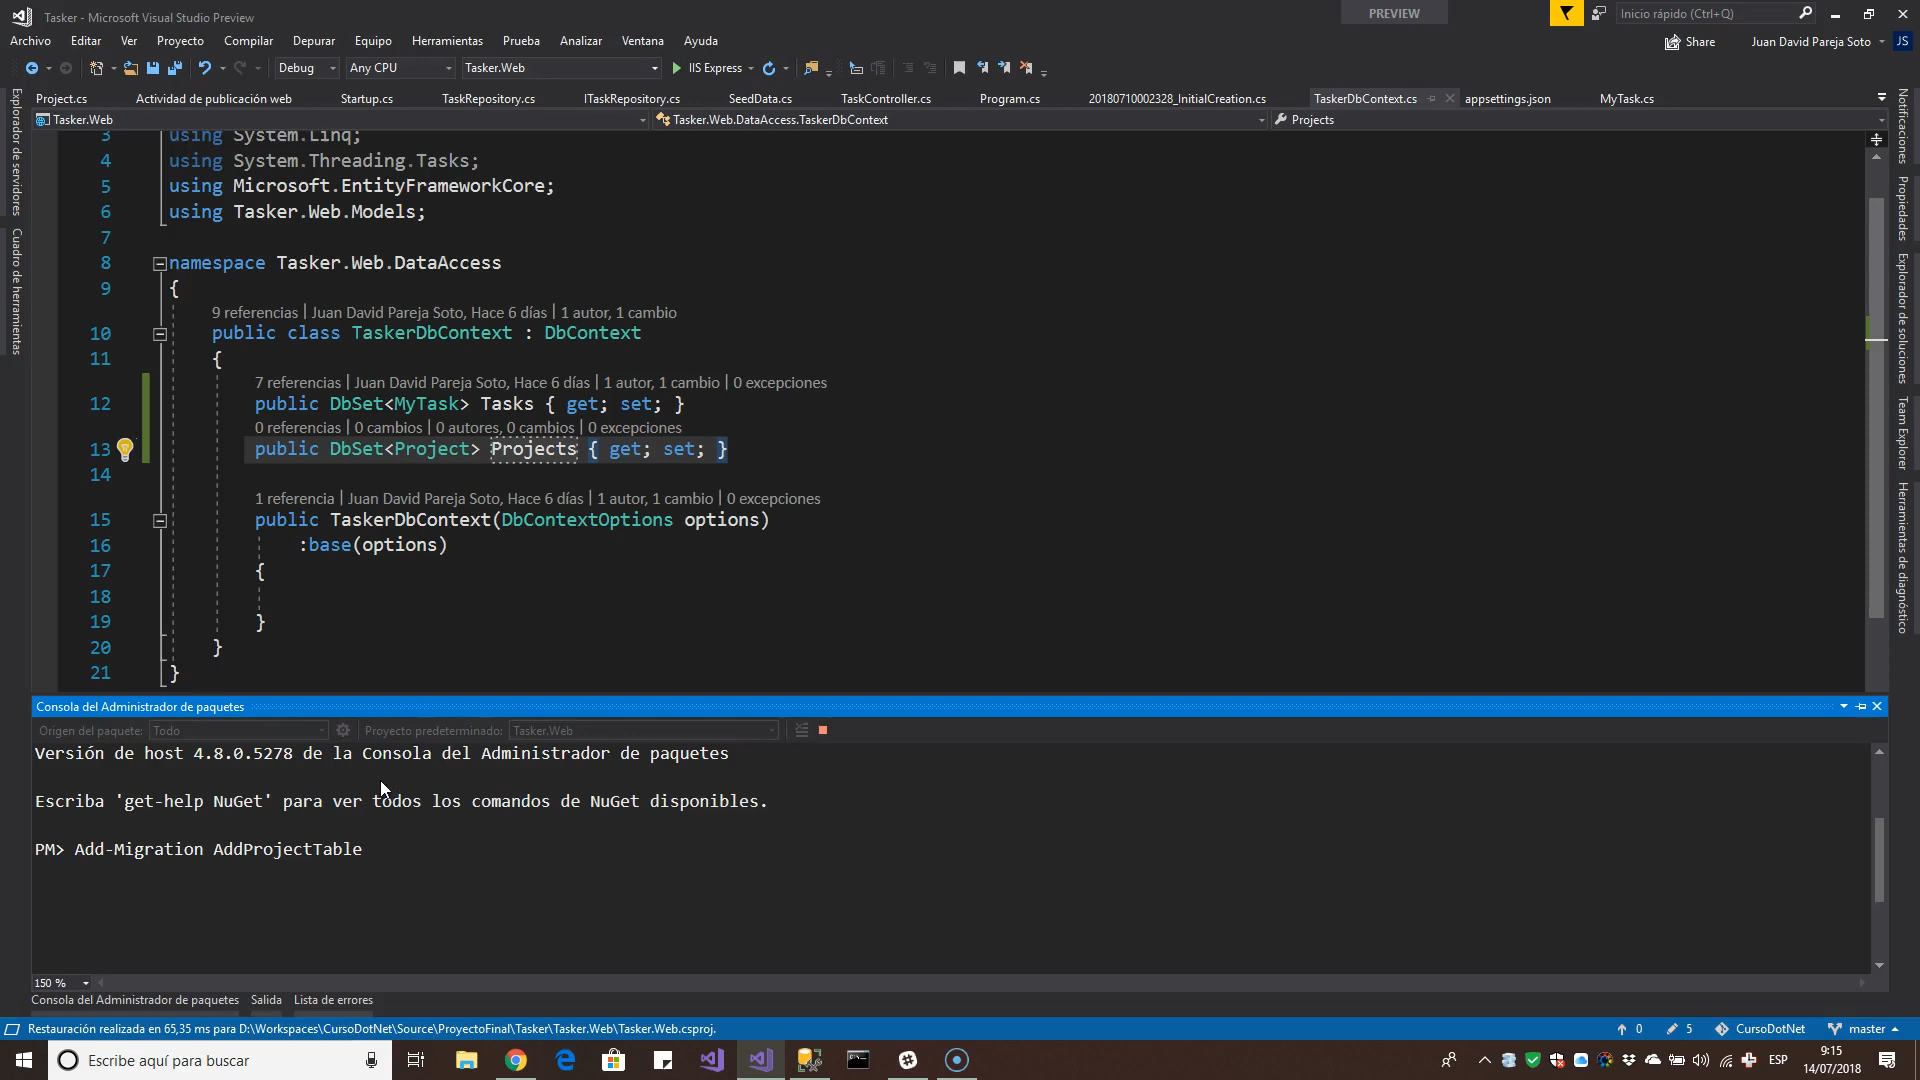 Tasker - Microsoft Visual Studio Preview
PREVIEW
Inicio rápido (Ctrl+Q)
Archivo Editar Ver Proyecto Compilar Depurar Equipo Herramientas Prueba Analizar Ventana Ayuda
Share Juan David Pareja Soto JS
Debug Any CPU Tasker.Web IIS Express
Project.cs Actividad de publicación web Startup.cs TaskRepository.cs ITaskRepository.cs SeedData.cs TaskController.cs Program.cs 20180710002328_InitialCreation.cs TaskerDbContext.cs appsettings.json MyTask.cs
Tasker.Web Tasker.Web.DataAccess.TaskerDbContext Projects
Explorador de servidores
Cuadro de herramientas
3 using System.Linq;
4 using System.Threading.Tasks;
5 using Microsoft.EntityFrameworkCore;
6 using Tasker.Web.Models;
7
8 namespace Tasker.Web.DataAccess
9 {
9 referencias | Juan David Pareja Soto, Hace 6 días | 1 autor, 1 cambio
10 public class TaskerDbContext : DbContext
11 {
7 referencias | Juan David Pareja Soto, Hace 6 días | 1 autor, 1 cambio | 0 excepciones
12 public DbSet<MyTask> Tasks { get; set; }
0 referencias | 0 cambios | 0 autores, 0 cambios | 0 excepciones
13 public DbSet<Project> Projects { get; set; }
14
1 referencia | Juan David Pareja Soto, Hace 6 días | 1 autor, 1 cambio | 0 excepciones
15 public TaskerDbContext(DbContextOptions options)
16 :base(options)
17 {
18
19 }
20 }
21 }
Notificaciones
Propiedades
Explorador de soluciones
Team Explorer
Herramientas de diagnóstico
Consola del Administrador de paquetes
Origen del paquete: Todo Proyecto predeterminado: Tasker.Web
Versión de host 4.8.0.5278 de la Consola del Administrador de paquetes
Escriba 'get-help NuGet' para ver todos los comandos de NuGet disponibles.
PM> Add-Migration AddProjectTable
150 %
Consola del Administrador de paquetes Salida Lista de errores
Restauración realizada en 65,35 ms para D:\Workspaces\CursoDotNet\Source\ProyectoFinal\Tasker\Tasker.Web\Tasker.Web.csproj.
0 5 CursoDotNet master
Escribe aquí para buscar
ESP
9:15
14/07/2018